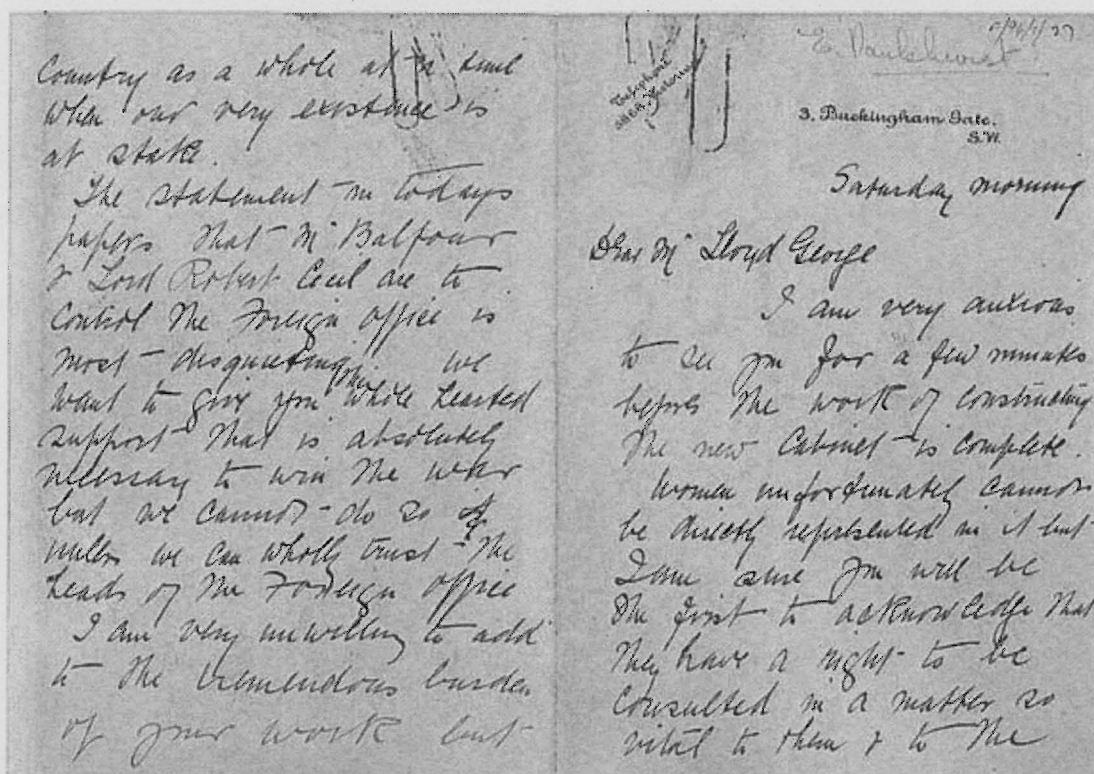 E. Pankhurst
3, Buckingham Gate.
S.W.
Telephone
Victoria
Saturday morning
Dear Mr Lloyd George
I am very anxious
to see you for a few minutes
before the work of constructing
the new Cabinet is complete.
Women unfortunately cannot
be directly represented in it but
I am sure you will be
the first to acknowledge that
they have a right to be
consulted in a matter so
vital to them & to the
Country as a whole at a time
when our very existence is
at stake.
The statement in todays
papers that Mr Balfour
& Lord Robert Cecil are to
control the Foreign Office is
most disquieting. We
want to give you the whole hearted
support that is absolutely
necessary to win the war
but we cannot do so if
unless we can wholly trust the
heads of the Foreign Office
I am very unwilling to add
to the tremendous burden
of your work but